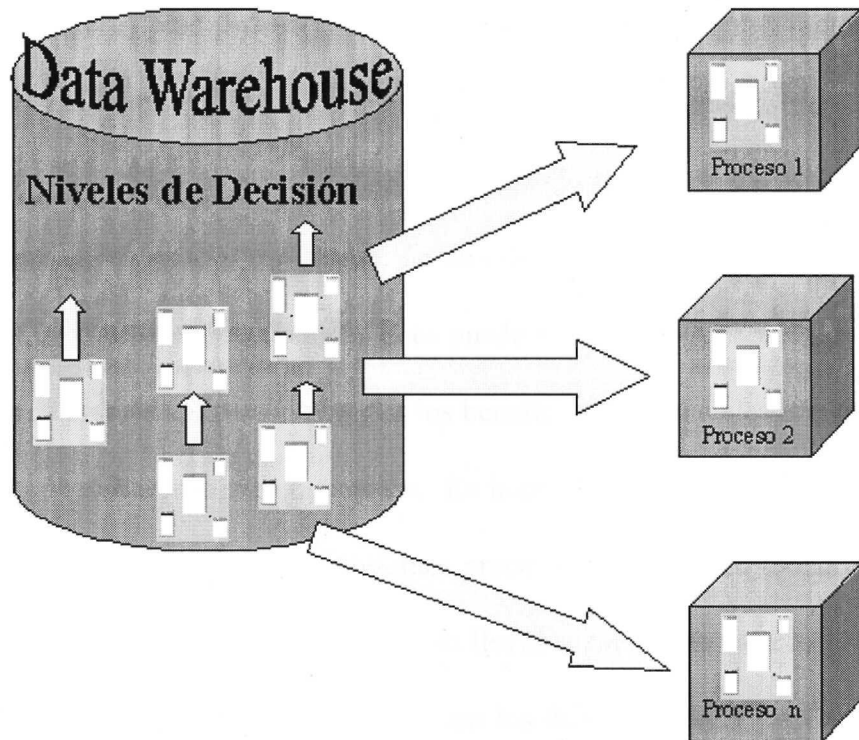 Data Warehouse
Niveles de Decisión
Proceso 1
Proceso 2
Proceso n